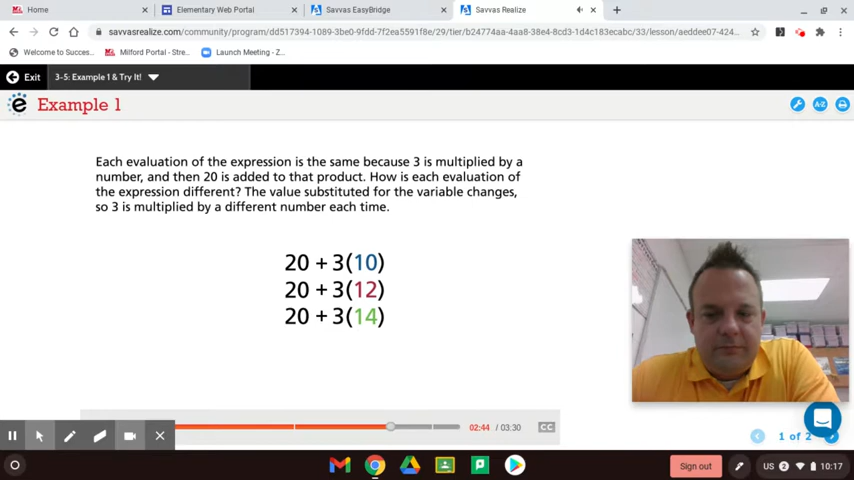 Home
Elementary Web Portal
Savvas EasyBridge
Savvas Realize
savvasrealize.com/community/program/dd517394-1089-3be0-9fdd-7f2ea5591f8e/29/tier/b24774aa-4aa8-38e4-8cd3-1d4c183ecabc/33/lesson/aeddee07-424...
Welcome to Succes...
Milford Portal - Stre...
Launch Meeting - Z...
Exit
3-5: Example 1 & Try It!
e Example 1
A-Z
Each evaluation of the expression is the same because 3 is multiplied by a
number, and then 20 is added to that product. How is each evaluation of
the expression different? The value substituted for the variable changes,
so 3 is multiplied by a different number each time.
20 + 3(10)
20 + 3(12)
20 + 3(14)
02:44 / 03:30
CC
1 of 2
Sign out
US 2 10:17